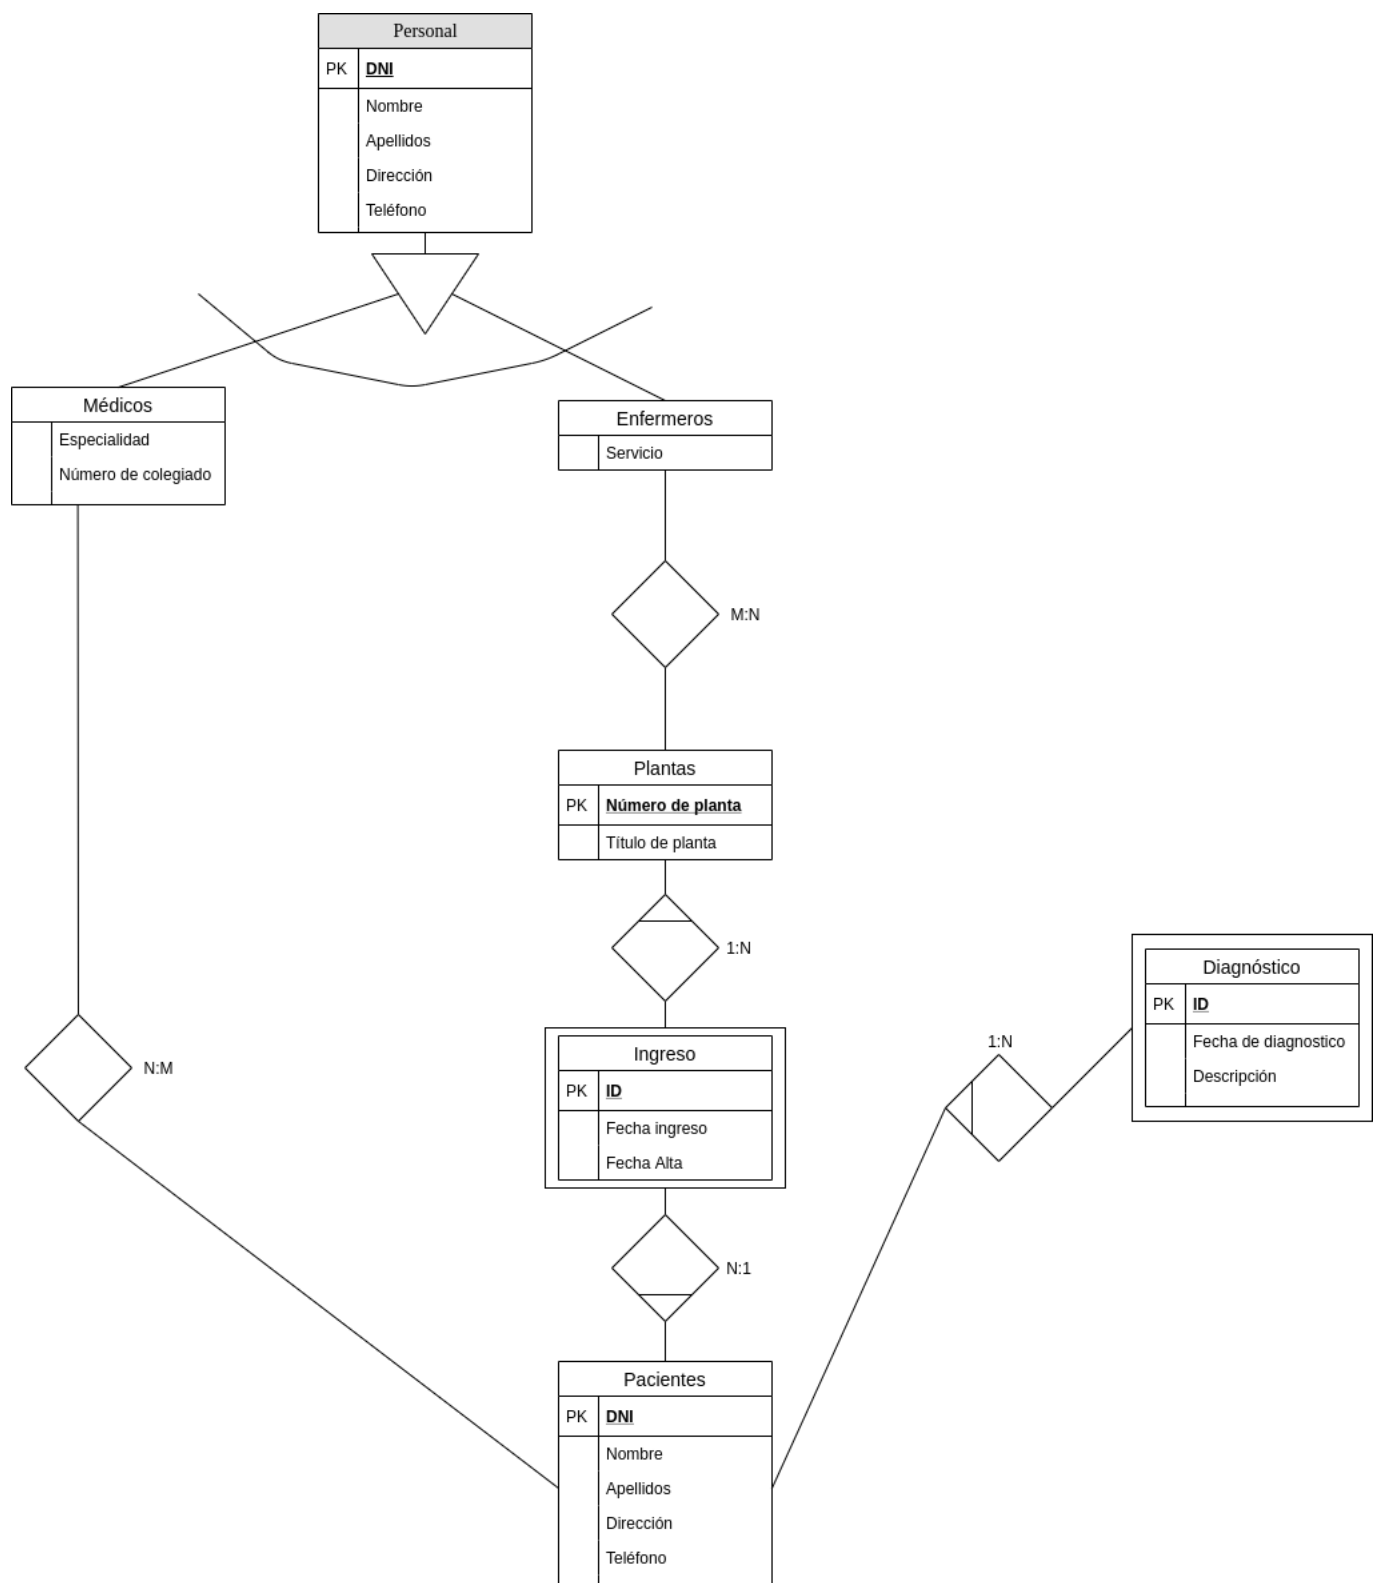 Personal
PK DNI
Nombre
Apellidos
Dirección
Teléfono
Médicos
Especialidad
Número de colegiado
Enfermeros
Servicio
M:N
Plantas
PK Número de planta
Título de planta
1:N
Diagnóstico
PK ID
Fecha de diagnostico
Descripción
1:N
N:M
Ingreso
PK ID
Fecha ingreso
Fecha Alta
N:1
Pacientes
PK DNI
Nombre
Apellidos
Dirección
Teléfono